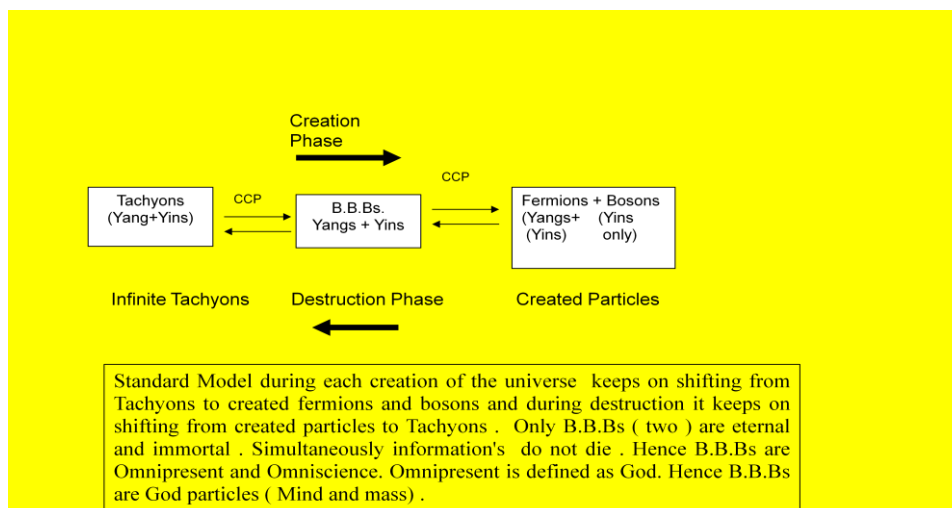 Creation
Phase
CCP
CCP
Tachyons
(Yang+Yins)
B.B.Bs.
Yangs + Yins
Fermions + Bosons
(Yangs+ (Yins
(Yins) only)
Infinite Tachyons
Destruction Phase
Created Particles
Standard Model during each creation of the universe keeps on shifting from
Tachyons to created fermions and bosons and during destruction it keeps on
shifting from created particles to Tachyons . Only B.B.Bs ( two ) are eternal
and immortal . Simultaneously information's do not die . Hence B.B.Bs are
Omnipresent and Omniscience. Omnipresent is defined as God. Hence B.B.Bs
are God particles ( Mind and mass) .